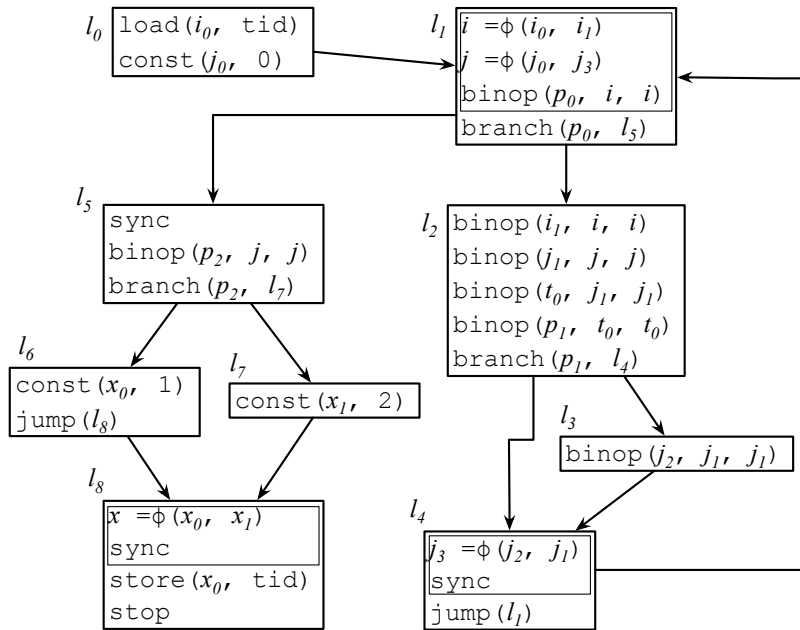 l0
load(i0, tid)
const(j0, 0)
l1
i =ϕ(i0, i1)
j =ϕ(j0, j3)
binop(p0, i, i)
branch(p0, l5)
l5
sync
binop(p2, j, j)
branch(p2, l7)
l2
binop(i1, i, i)
binop(j1, j, j)
binop(t0, j1, j1)
binop(p1, t0, t0)
branch(p1, l4)
l6
const(x0, 1)
jump(l8)
l7
const(x1, 2)
l3
binop(j2, j1, j1)
l8
x =ϕ(x0, x1)
sync
store(x0, tid)
stop
l4
j3 =ϕ(j2, j1)
sync
jump(l1)